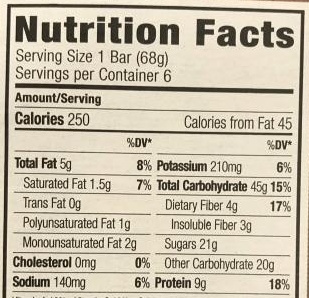 Nutrition Facts
Serving Size 1 Bar (68g)
Servings per Container 6
Amount/Serving
Calories 250 Calories from Fat 45
%DV* %DV*
Total Fat 5g 8% Potassium 210mg 6%
Saturated Fat 1.5g 7% Total Carbohydrate 45g 15%
Trans Fat 0g Dietary Fiber 4g 17%
Polyunsaturated Fat 1g Insoluble Fiber 3g
Monounsaturated Fat 2g Sugars 21g
Cholesterol 0mg 0% Other Carbohydrate 20g
Sodium 140mg 6% Protein 9g 18%